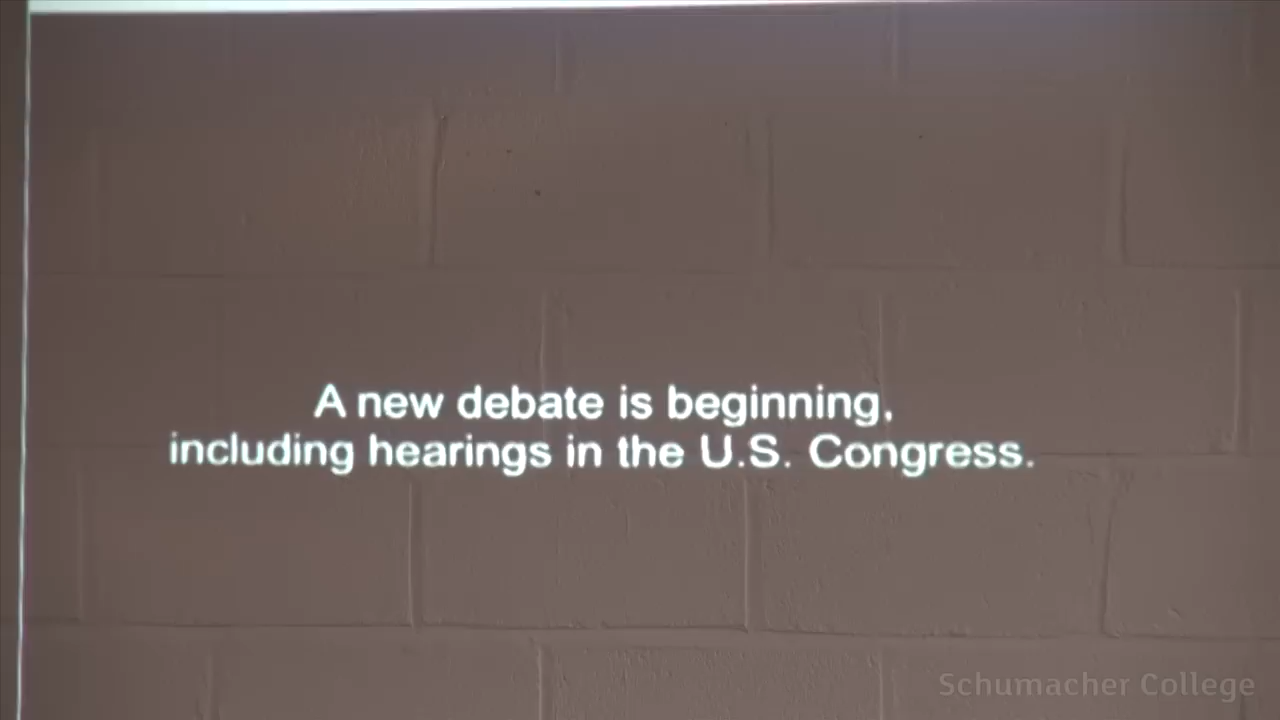 A new debate is beginning,
including hearings in the U.S. Congress.
Schumacher College